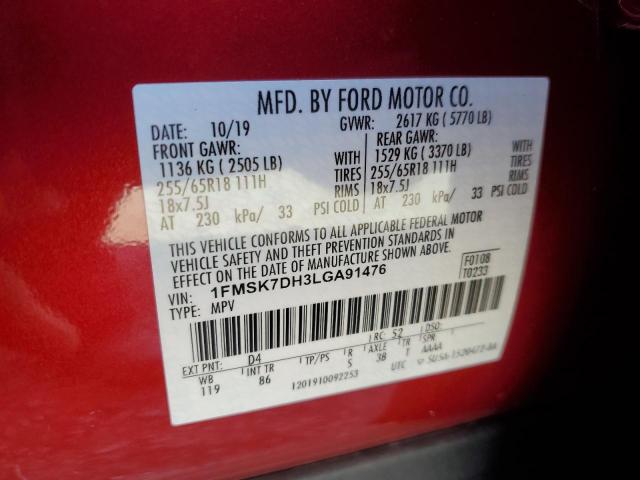 MFD. BY FORD MOTOR CO.
DATE: 10/19 GVWR: 2617 KG ( 5770 LB)
FRONT GAWR: REAR GAWR:
1136 KG ( 2505 LB) WITH 1529 KG ( 3370 LB) WITH
255/65R18 111H TIRES 255/65R18 111H TIRES
18x7.5J RIMS 18x7.5J RIMS
AT 230 kPa/ 33 PSI COLD AT 230 kPa/ 33 PSI COLD
THIS VEHICLE CONFORMS TO ALL APPLICABLE FEDERAL MOTOR
VEHICLE SAFETY AND THEFT PREVENTION STANDARDS IN
EFFECT ON THE DATE OF MANUFACTURE SHOWN ABOVE.
F0108
T0233
VIN: 1FMSK7DH3LGA91476
TYPE: MPV
EXT PNT: D4 RC: 52 DSO:
WB INT TR TP/PS R AXLE TR SPR:
119 86 S 3B T AAAA
1201910092253 UTC